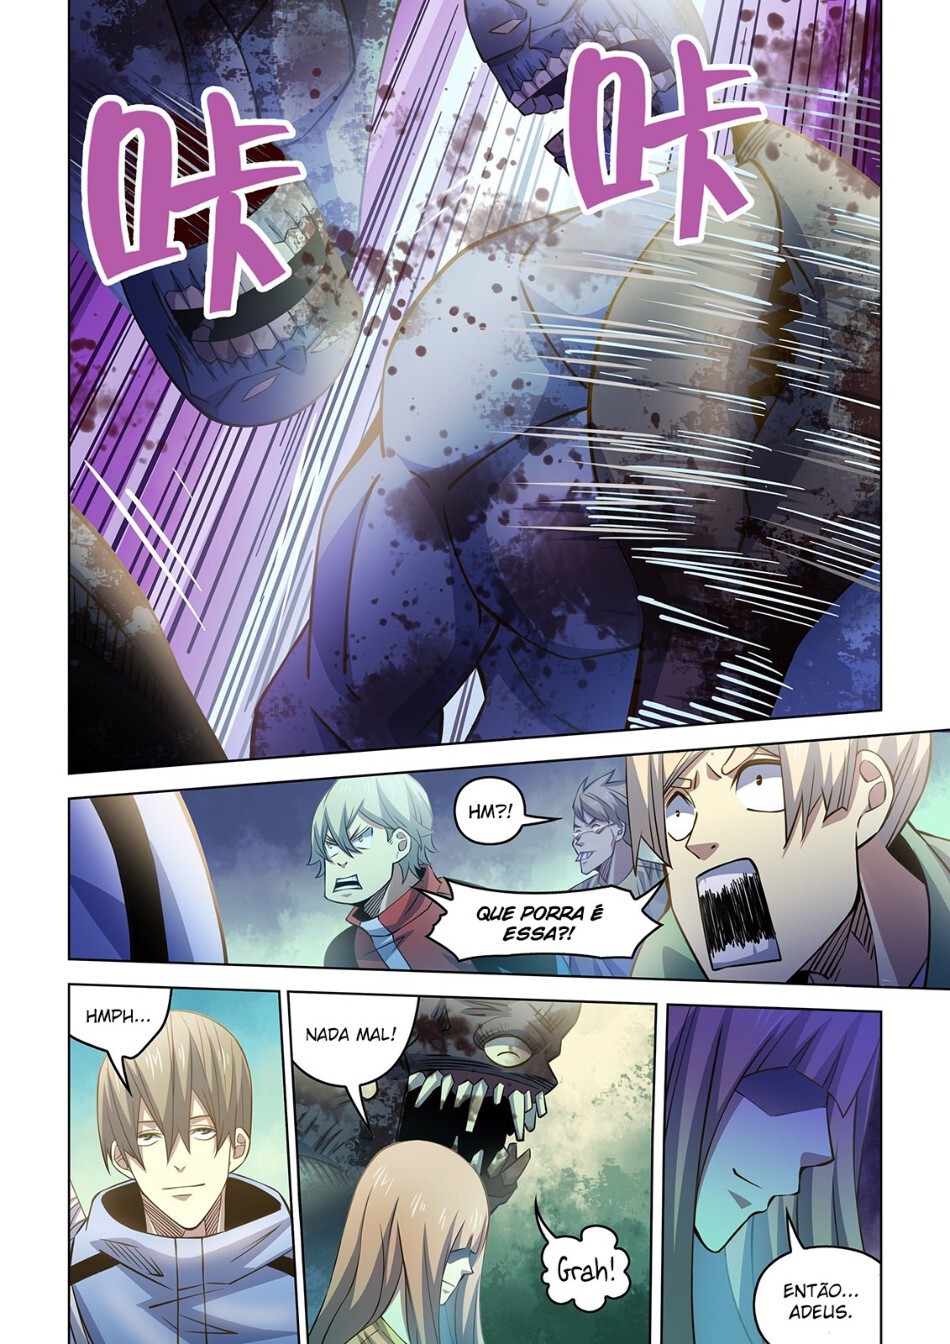 咔
咔
HM?!
QUE PORRA É
ESSA?!
HMPH...
NADA MAL!
Grah!
ENTÃO...
ADEUS.